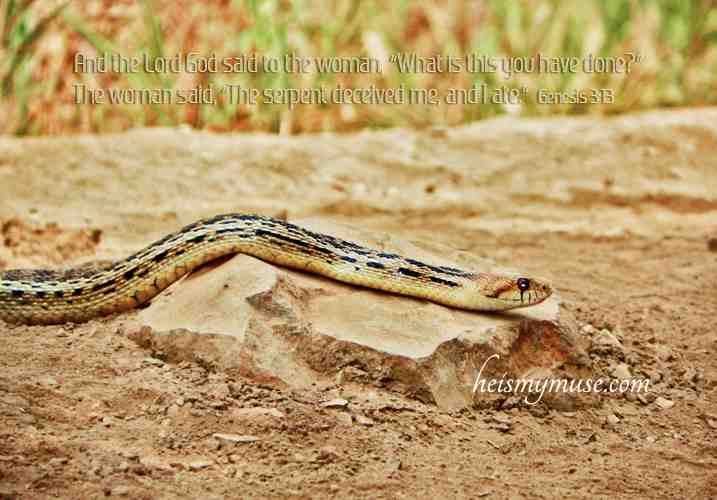 And the Lord God said to the woman, "What is this you have done?"
The woman said, "The serpent deceived me, and I ate." Genesis 3:13
heismymuse.com